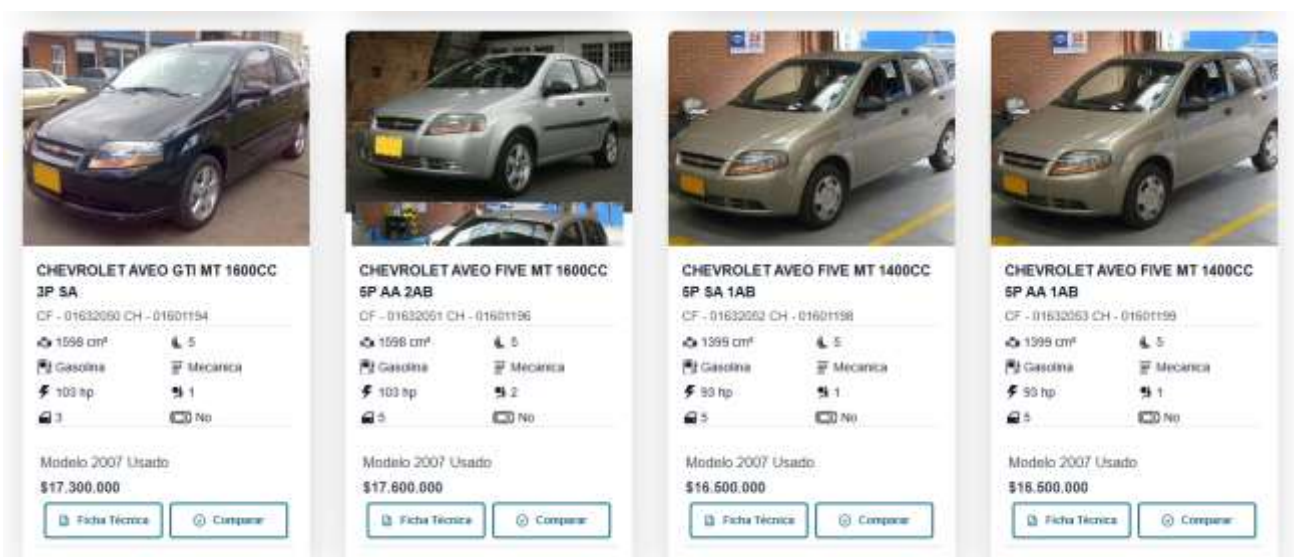 CHEVROLET AVEO GTI MT 1600CC
3P SA
CF - 01632050 CH - 01601194
1598 cm³ 5
Gasolina Mecanica
103 hp 1
3 No
Modelo 2007 Usado
$17.300.000
Ficha Técnica Comparar
CHEVROLET AVEO FIVE MT 1600CC
5P AA 2AB
CF - 01632051 CH - 01601196
1598 cm³ 5
Gasolina Mecanica
103 hp 2
5 No
Modelo 2007 Usado
$17.600.000
Ficha Técnica Comparar
CHEVROLET AVEO FIVE MT 1400CC
5P SA 1AB
CF - 01632052 CH - 01601198
1399 cm³ 5
Gasolina Mecanica
93 hp 1
5 No
Modelo 2007 Usado
$16.500.000
Ficha Técnica Comparar
CHEVROLET AVEO FIVE MT 1400CC
5P AA 1AB
CF - 01632053 CH - 01601199
1399 cm³ 5
Gasolina Mecanica
93 hp 1
5 No
Modelo 2007 Usado
$16.500.000
Ficha Técnica Comparar